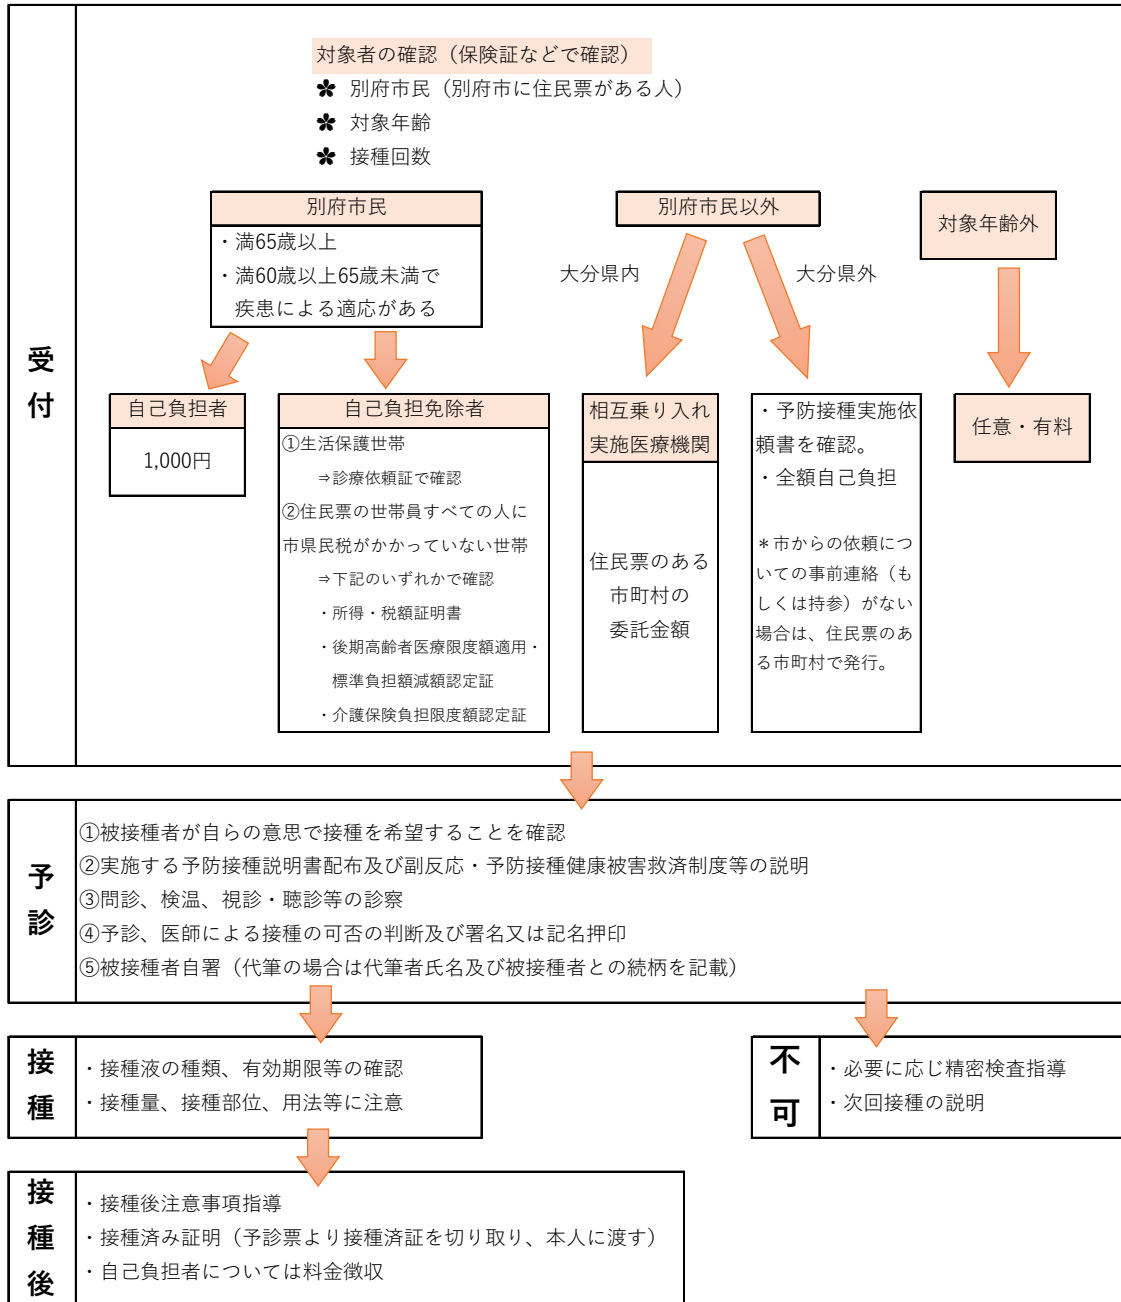 受付
対象者の確認（保険証などで確認）
✽ 別府市民（別府市に住民票がある人）
✽ 対象年齢
✽ 接種回数
別府市民
・満65歳以上
・満60歳以上65歳未満で
疾患による適応がある
別府市民以外
大分県内
大分県外
対象年齢外
自己負担者
1,000円
自己負担免除者
①生活保護世帯
⇒診療依頼証で確認
②住民票の世帯員すべての人に
市県民税がかかっていない世帯
⇒下記のいずれかで確認
・所得・税額証明書
・後期高齢者医療限度額適用・
標準負担額減額認定証
・介護保険負担限度額認定証
相互乗り入れ
実施医療機関
住民票のある
市町村の
委託金額
・予防接種実施依
頼書を確認。
・全額自己負担
＊市からの依頼につ
いての事前連絡（も
しくは持参）がない
場合は、住民票のあ
る市町村で発行。
任意・有料
予診
①被接種者が自らの意思で接種を希望することを確認
②実施する予防接種説明書配布及び副反応・予防接種健康被害救済制度等の説明
③問診、検温、視診・聴診等の診察
④予診、医師による接種の可否の判断及び署名又は記名押印
⑤被接種者自署（代筆の場合は代筆者氏名及び被接種者との続柄を記載）
接種
・接種液の種類、有効期限等の確認
・接種量、接種部位、用法等に注意
不可
・必要に応じ精密検査指導
・次回接種の説明
接種後
・接種後注意事項指導
・接種済み証明（予診票より接種済証を切り取り、本人に渡す）
・自己負担者については料金徴収